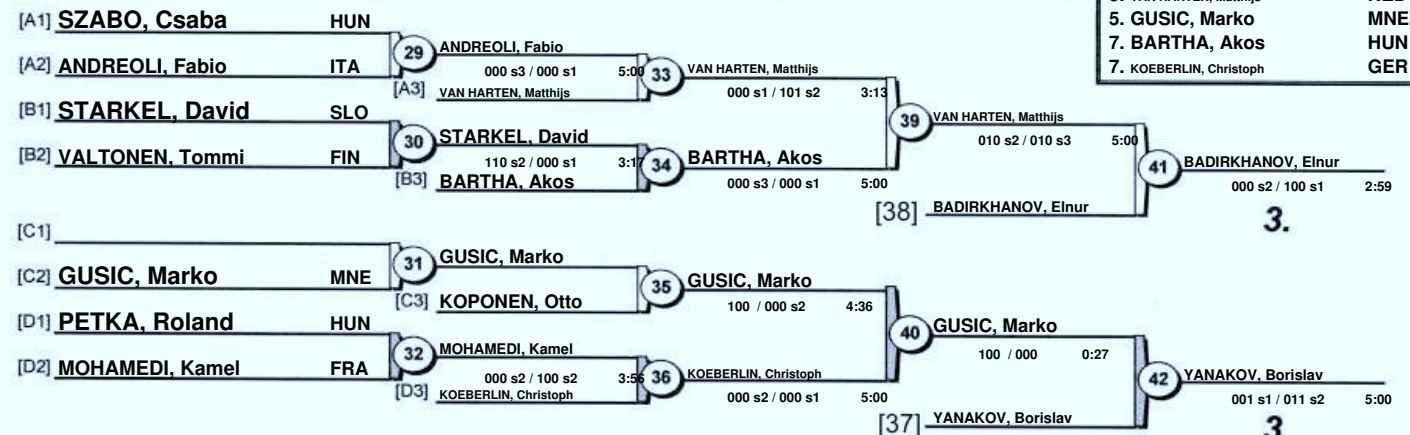 [A1] SZABO, Csaba HUN
[A2] ANDREOLI, Fabio ITA
[B1] STARKEL, David SLO
[B2] VALTONEN, Tommi FIN
[C1]
[C2] GUSIC, Marko MNE
[D1] PETKA, Roland HUN
[D2] MOHAMEDI, Kamel FRA
29
30
31
32
ANDREOLI, Fabio
000 s3 / 000 s1 5:00
[A3] VAN HARTEN, Matthijs
STARKEL, David
110 s2 / 000 s1 3:17
[B3] BARTHA, Akos
GUSIC, Marko
[C3] KOPONEN, Otto
MOHAMEDI, Kamel
000 s2 / 100 s2 3:56
[D3] KOEBERLIN, Christoph
33
34
35
36
VAN HARTEN, Matthijs
000 s1 / 101 s2 3:13
BARTHA, Akos
000 s3 / 000 s1 5:00
GUSIC, Marko
100 / 000 s2 4:36
KOEBERLIN, Christoph
000 s2 / 000 s1 5:00
39
40
VAN HARTEN, Matthijs
010 s2 / 010 s3 5:00
[38] BADIRKHANOV, Elnur
GUSIC, Marko
100 / 000 0:27
[37] YANAKOV, Borislav
41
42
BADIRKHANOV, Elnur
000 s2 / 100 s1 2:59
3.
YANAKOV, Borislav
001 s1 / 011 s2 5:00
3
5. GUSIC, Marko MNE
7. BARTHA, Akos HUN
7. KOEBERLIN, Christoph GER